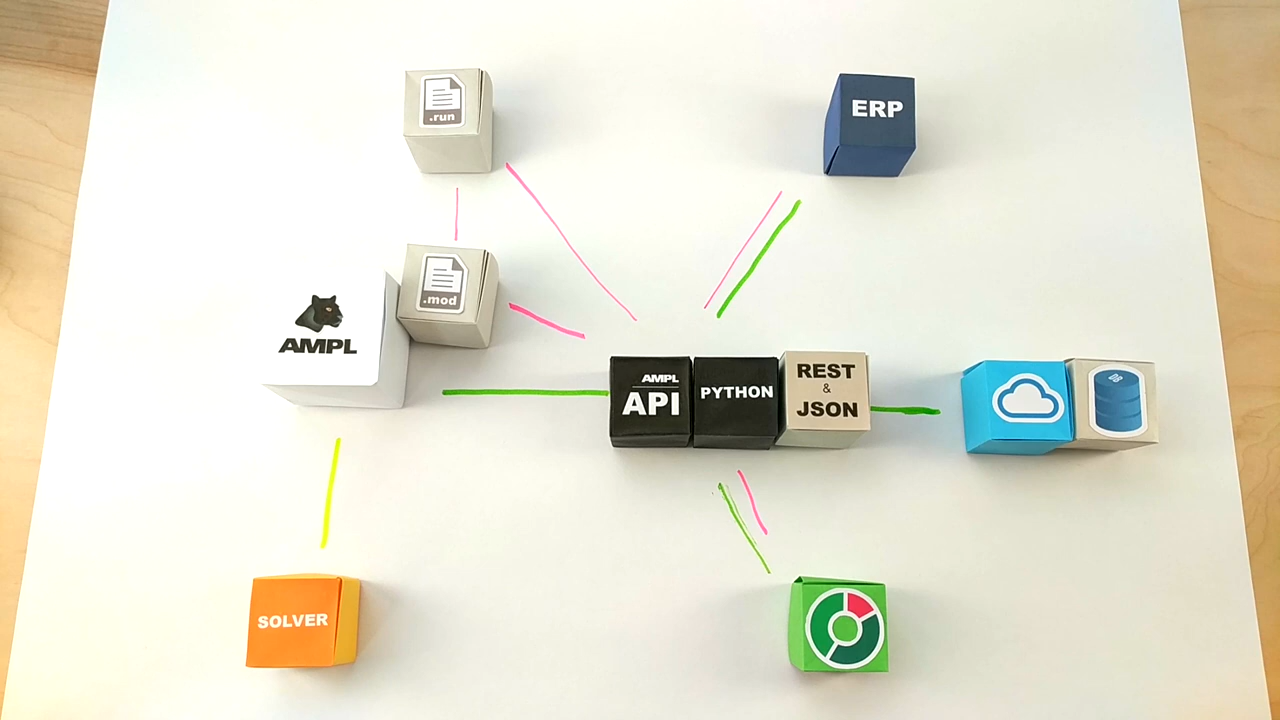 .run
ERP
.mod
AMPL
AMPL
API
PYTHON
REST
&
JSON
SOLVER